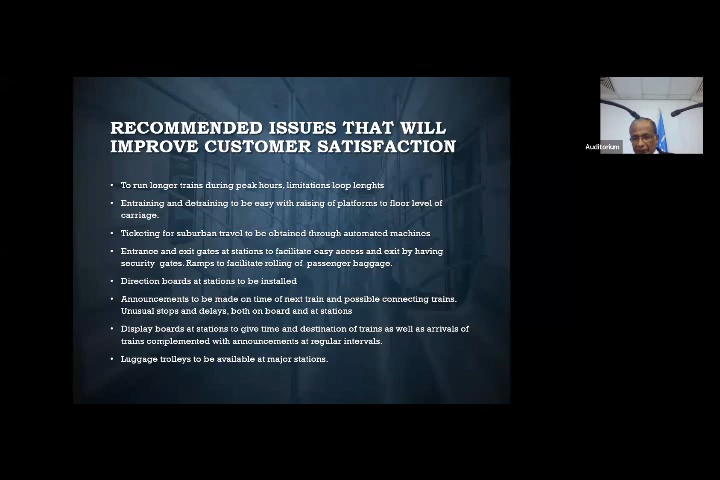 RECOMMENDED ISSUES THAT WILL
IMPROVE CUSTOMER SATISFACTION
• To run longer trains during peak hours, limitations loop lenghts
• Entraining and detraining to be easy with raising of platforms to floor level of
carriage.
• Ticketing for suburban travel to be obtained through automated machines
• Entrance and exit gates at stations to facilitate easy access and exit by having
security gates. Ramps to facilitate rolling of passenger baggage.
• Direction boards at stations to be installed
• Announcements to be made on time of next train and possible connecting trains.
Unusual stops and delays, both on board and at stations
• Display boards at stations to give time and destination of trains as well as arrivals of
trains complemented with announcements at regular intervals.
• Luggage trolleys to be available at major stations.
Auditorium